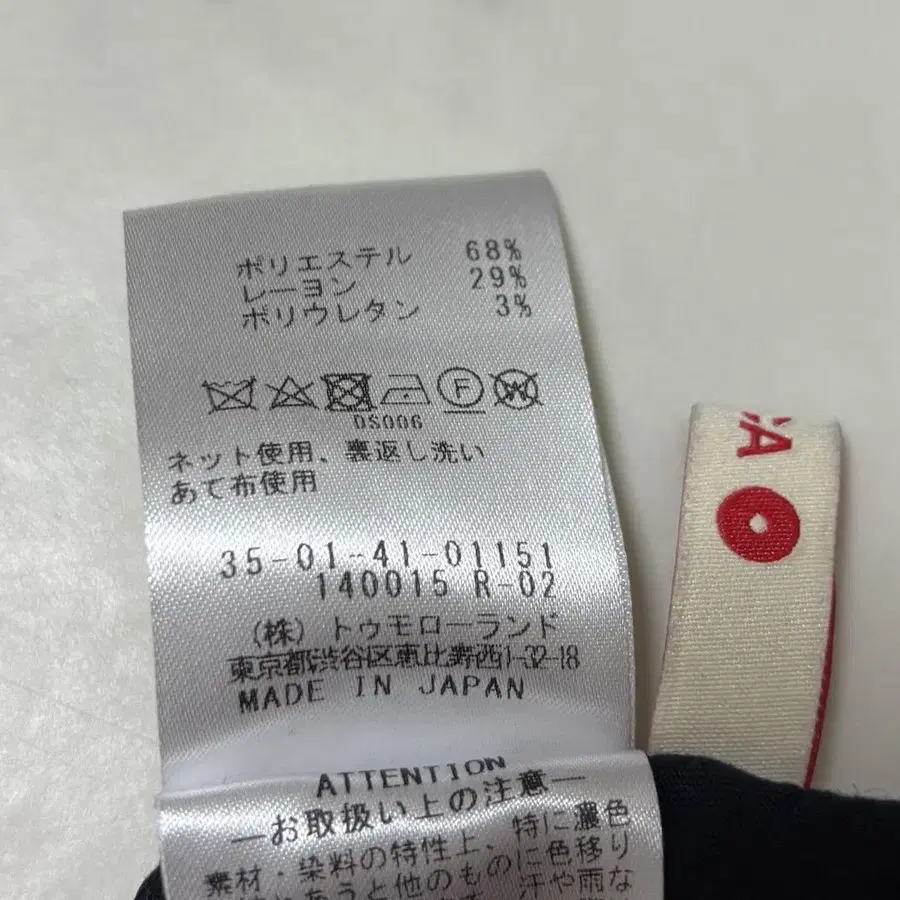 ポリエステル 68%
レーヨン 29%
ポリウレタン 3%
F W
DS006
ネット使用、裏返し洗い
あて布使用
35-01-41-01151
140015 R-02
(株) トゥモローランド
東京都渋谷区恵比寿西1-32-18
MADE IN JAPAN
ATTENTION
—お取扱い上の注意—
素材・染料の特性上、特に濃色
あうと他のものに色移り
汗や雨な